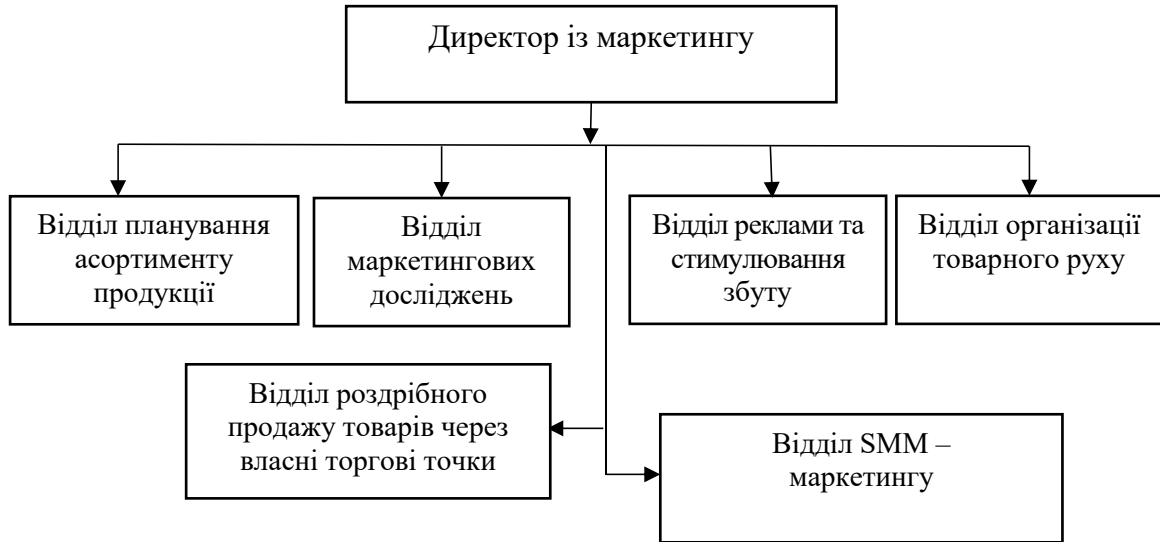 Директор із маркетингу
Відділ планування
асортименту
продукції
Відділ
маркетингових
досліджень
Відділ реклами та
стимулювання
збуту
Відділ організації
товарного руху
Відділ роздрібного
продажу товарів через
власні торгові точки
Відділ SMM –
маркетингу